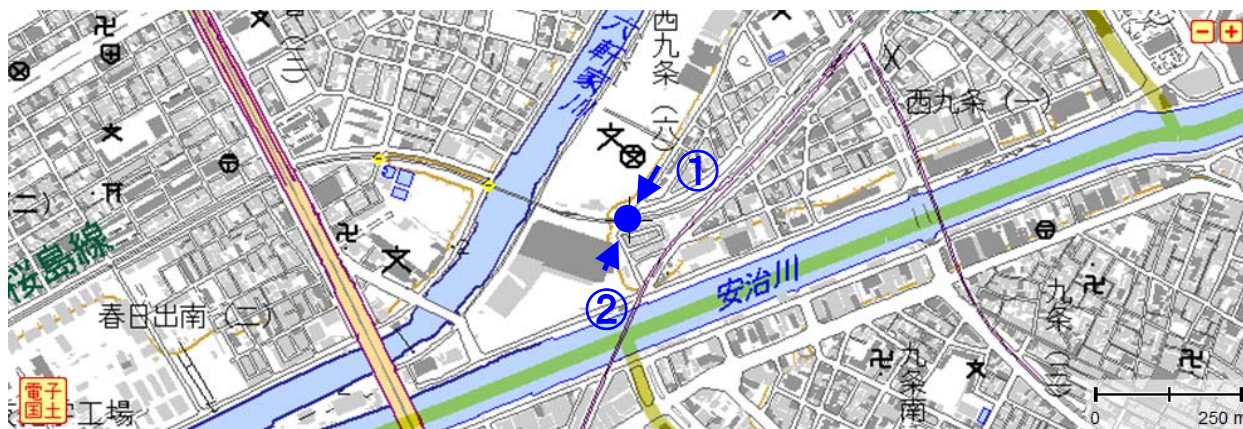 六軒家川
西九条（六）
（二）
①
西九条（一）
二）
桜島線
春日出南（三）
②
安治川
九条
（二）
九条南
電子
国土
工場
0
250 m